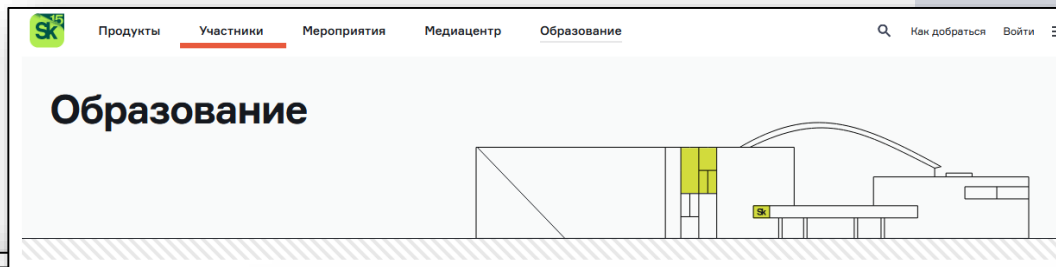 Sk 15 Продукты Участники Мероприятия Медиацентр Образование Как добраться Войти
Образование
Sk